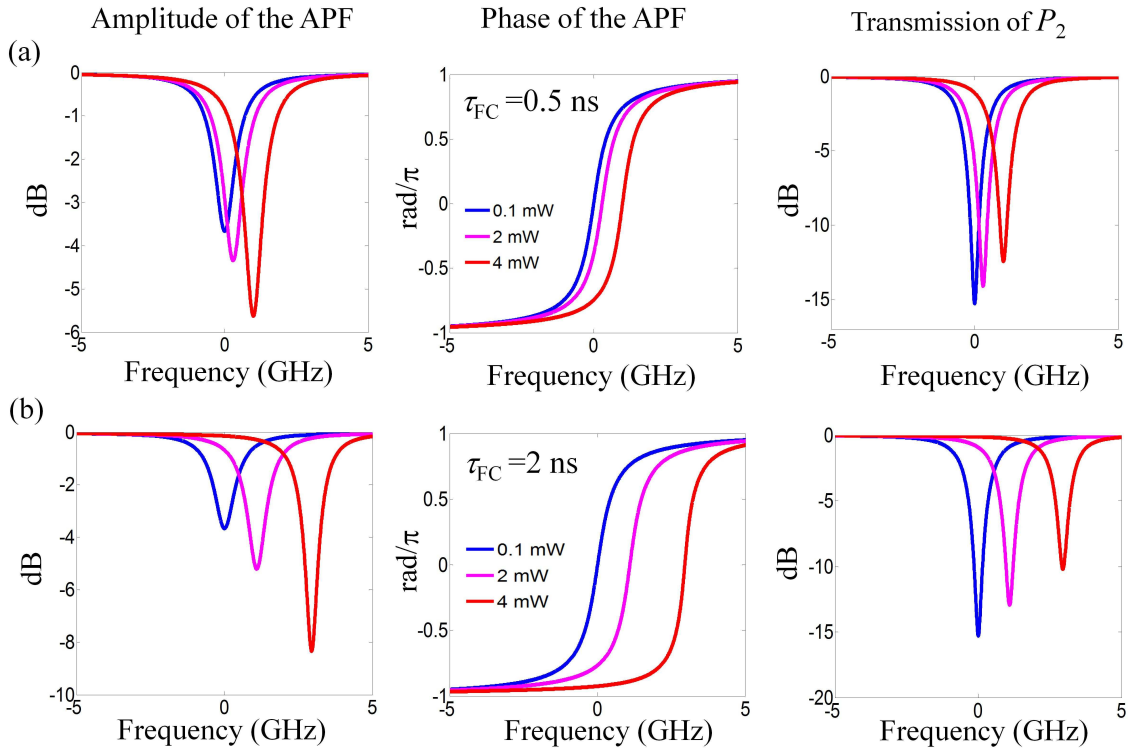 Amplitude of the APF
Phase of the APF
Transmission of P2
(a)
0
-1
-2
-3
-4
-5
-6
dB
-5
0
5
Frequency (GHz)
1
0.5
0
-0.5
-1
rad/π
τFC =0.5 ns
0.1 mW
2 mW
4 mW
-5
0
5
Frequency (GHz)
0
-5
-10
-15
dB
-5
0
5
Frequency (GHz)
(b)
0
-2
-4
-6
-8
-10
dB
-5
0
5
Frequency (GHz)
1
0.5
0
-0.5
-1
rad/π
τFC =2 ns
0.1 mW
2 mW
4 mW
-5
0
5
Frequency (GHz)
0
-5
-10
-15
-20
dB
-5
0
5
Frequency (GHz)